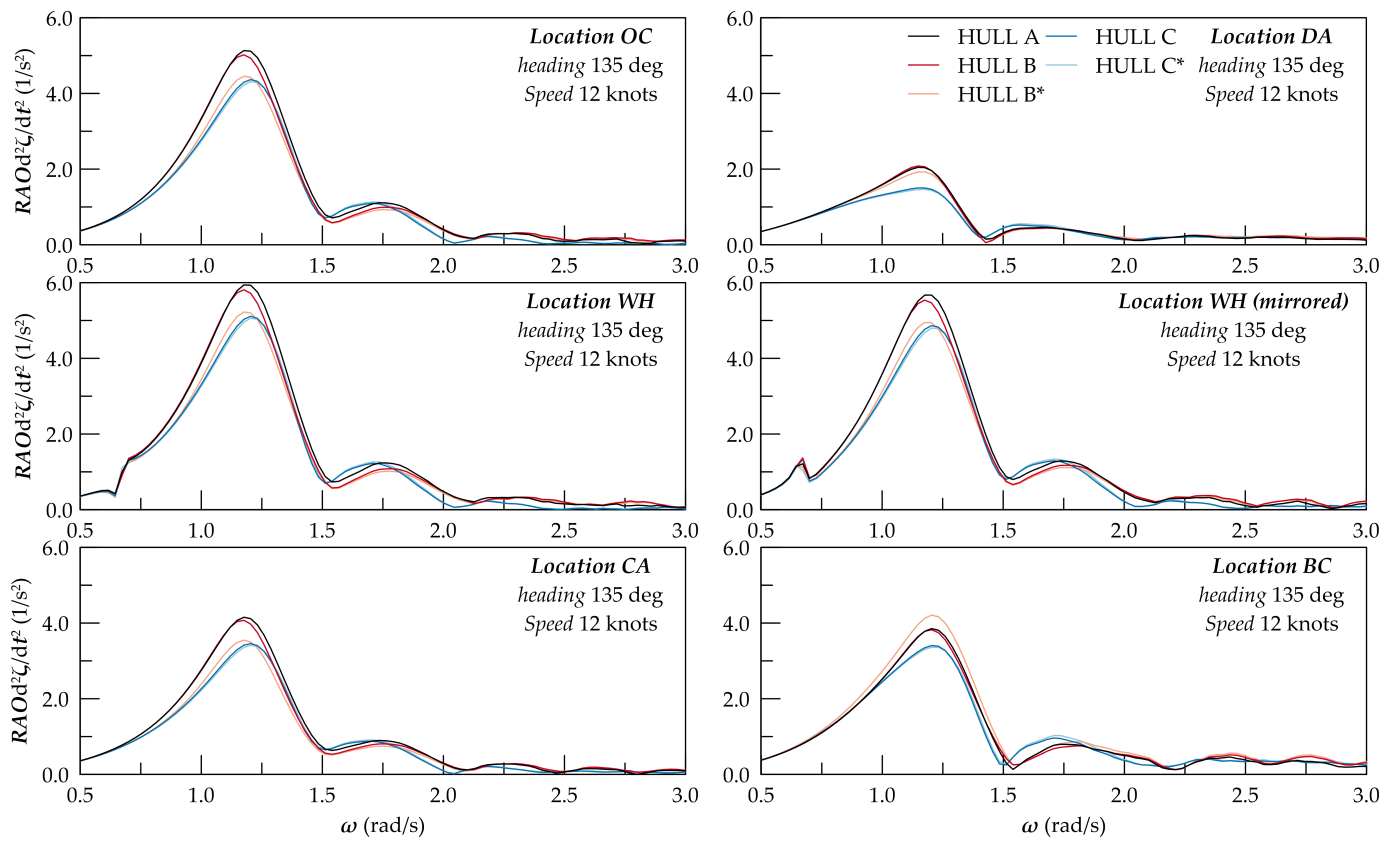 RAOd²ζ/dt² (1/s²)
6.0
4.0
2.0
0.0
0.5 1.0 1.5 2.0 2.5 3.0
Location OC
heading 135 deg
Speed 12 knots
6.0
4.0
2.0
0.0
0.5 1.0 1.5 2.0 2.5 3.0
HULL A
HULL B
HULL B*
HULL C
HULL C*
Location DA
heading 135 deg
Speed 12 knots
RAOd²ζ/dt² (1/s²)
6.0
4.0
2.0
0.0
0.5 1.0 1.5 2.0 2.5 3.0
Location WH
heading 135 deg
Speed 12 knots
6.0
4.0
2.0
0.0
0.5 1.0 1.5 2.0 2.5 3.0
Location WH (mirrored)
heading 135 deg
Speed 12 knots
RAOd²ζ/dt² (1/s²)
6.0
4.0
2.0
0.0
0.5 1.0 1.5 2.0 2.5 3.0
Location CA
heading 135 deg
Speed 12 knots
ω (rad/s)
6.0
4.0
2.0
0.0
0.5 1.0 1.5 2.0 2.5 3.0
Location BC
heading 135 deg
Speed 12 knots
ω (rad/s)